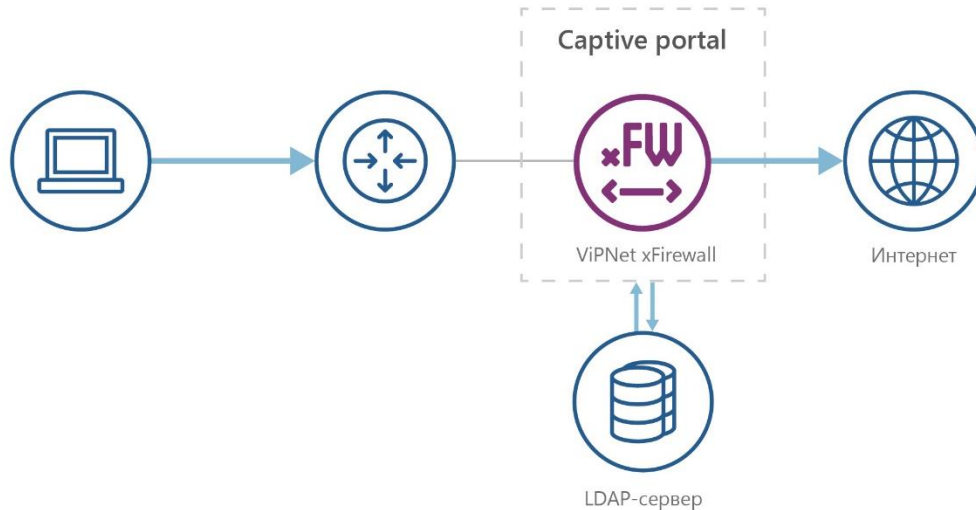 Captive portal
xFW
ViPNet xFirewall
Интернет
LDAP-сервер